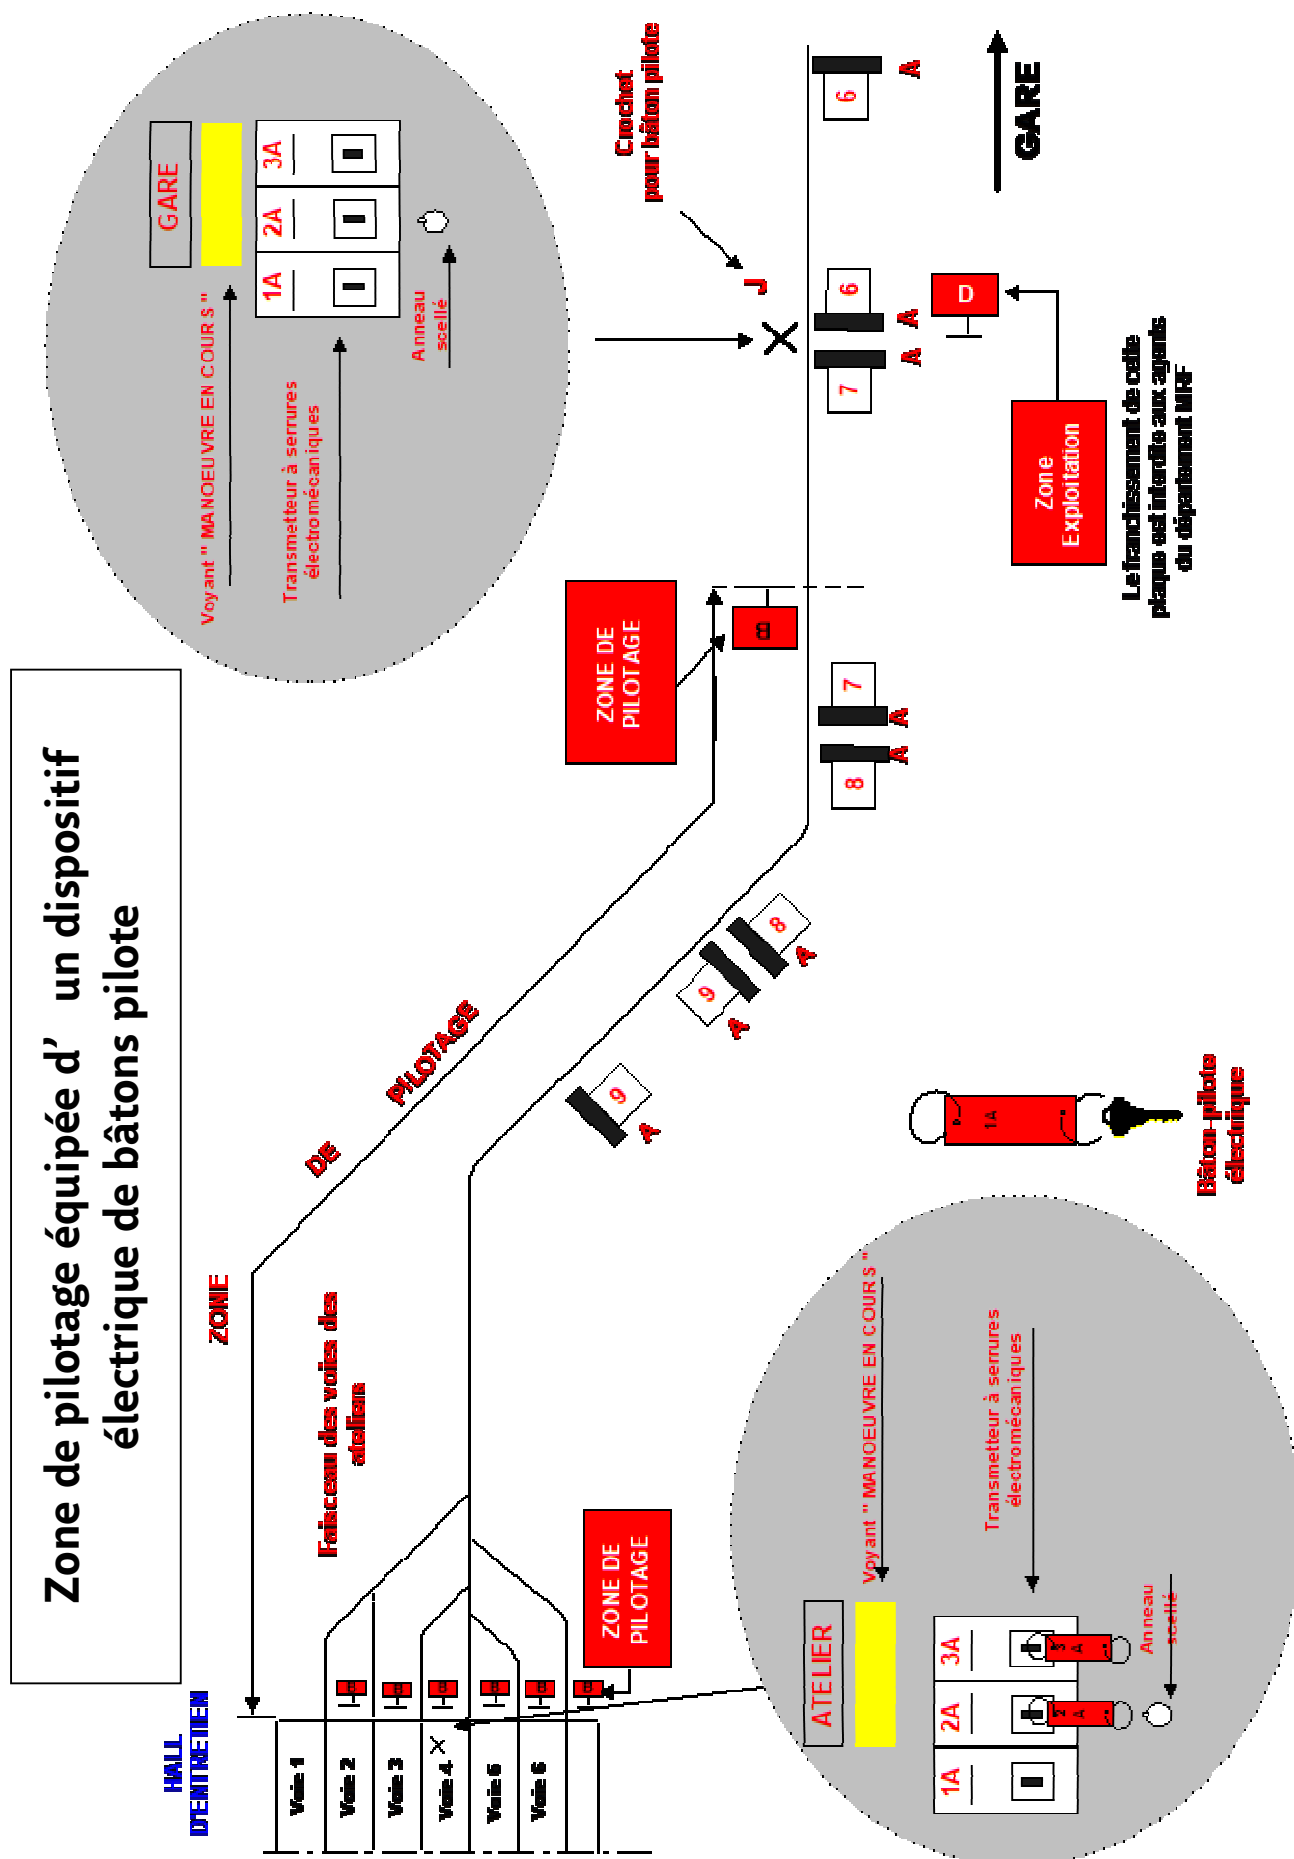 Zone de pilotage équipée d’ un dispositif
électrique de bâtons pilote
HALL
D'ENTRETIEN
ZONE
DE
PILOTAGE
Faisceau des voies des
ateliers
Voie 1
Voie 2
Voie 3
Voie 4
Voie 5
Voie 6
B
B
B
B
B
B
ZONE DE
PILOTAGE
ZONE DE
PILOTAGE
B
GARE
Voyant " MANOEUVRE EN COURS "
1A
2A
3A
Transmetteur à serrures
électromécaniques
Anneau
scellé
Crochet
pour bâton pilote
J
9
A
9
A
8
A
8
A
7
A
7
A
6
A
6
A
D
Zone
Exploitation
Le franchissement de cette
plaque est interdite aux agents
du département MRF
GARE
ATELIER
Voyant " MANOEUVRE EN COURS "
1A
2A
3A
2
A
3
A
Transmetteur à serrures
électromécaniques
Anneau
scellé
1A
Bâton-pilote
électrique